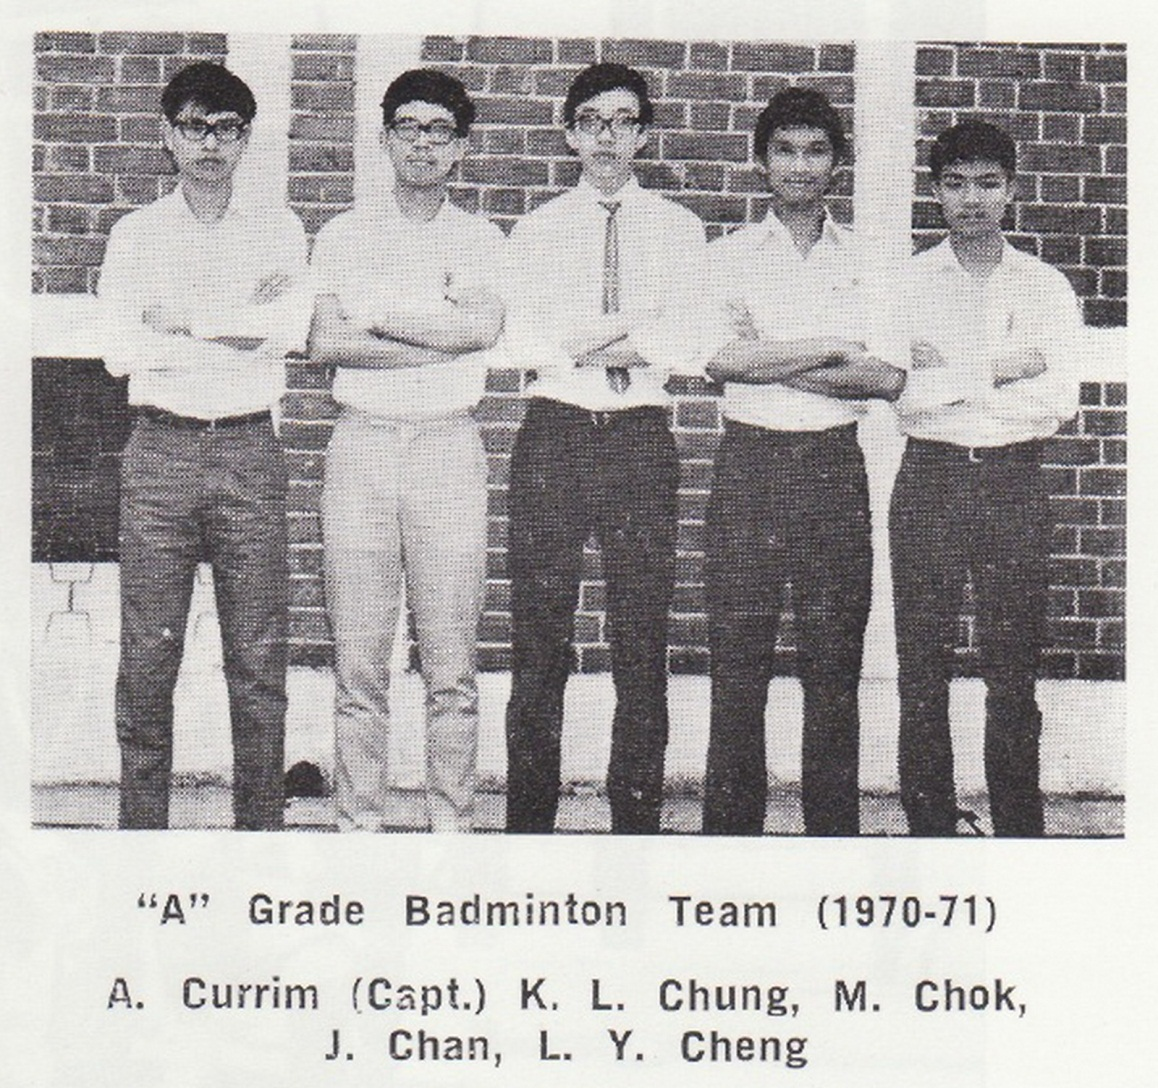 “A” Grade Badminton Team (1970-71)
A. Currim (Capt.) K. L. Chung, M. Chok,
J. Chan, L. Y. Cheng